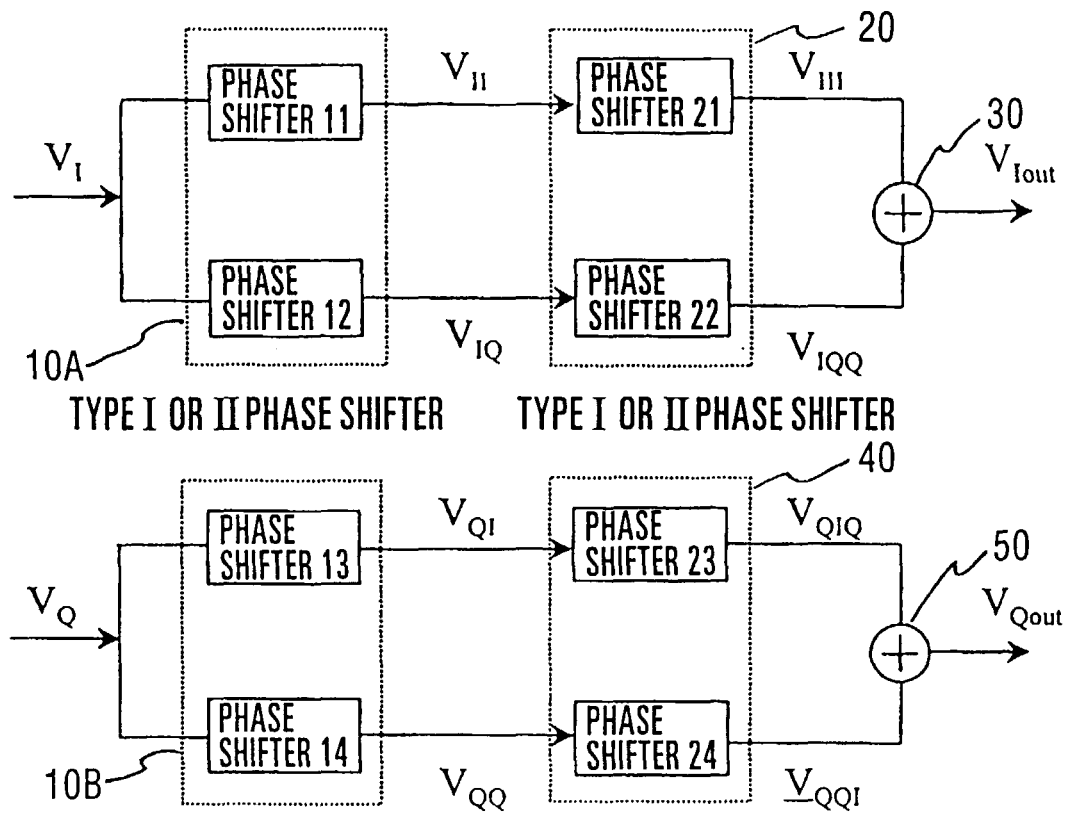 20
PHASE
SHIFTER 11
V_II
PHASE
SHIFTER 21
V_III
30
V_I
V_Iout
+
PHASE
SHIFTER 12
V_IQ
PHASE
SHIFTER 22
V_IQQ
10A
TYPE I OR II PHASE SHIFTER
TYPE I OR II PHASE SHIFTER
40
PHASE
SHIFTER 13
V_QI
PHASE
SHIFTER 23
V_QIQ
50
V_Q
V_Qout
+
PHASE
SHIFTER 14
V_QQ
PHASE
SHIFTER 24
V_QQI
10B